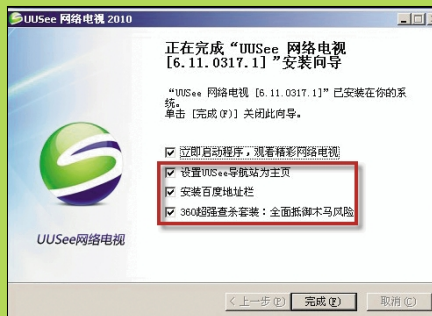 UUSee 网络电视 2010
正在完成“UUSee 网络电视
[6.11.0317.1]”安装向导
“UUSee 网络电视 [6.11.0317.1]”已安装在你的系
统。
单击 [完成(F)] 关闭此向导。
立即启动程序，观看精彩网络电视
设置UUSee导航站为主页
安装百度地址栏
360超强查杀套装：全面抵御木马风险
UUSee网络电视
< 上一步(P) 完成(F) 取消(C)